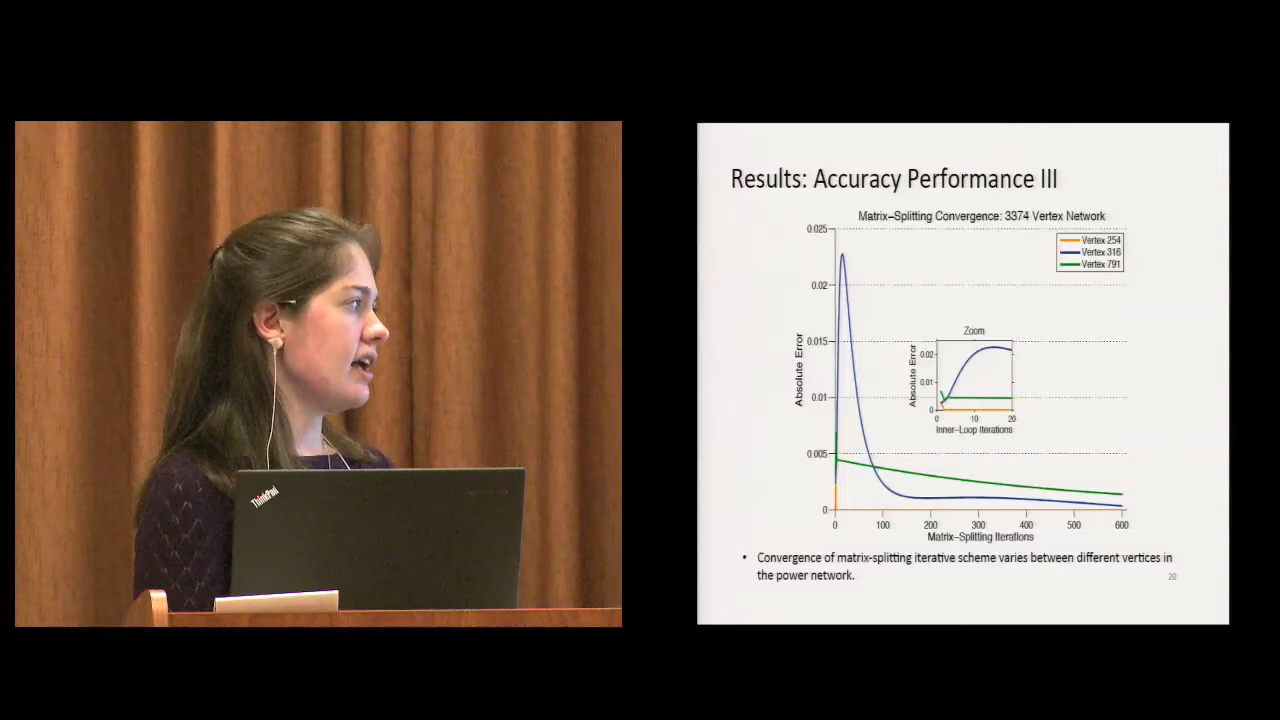 ThinkPad
Results: Accuracy Performance III
Matrix–Splitting Convergence: 3374 Vertex Network
Vertex 254
Vertex 316
Vertex 791
Absolute Error
0.025
0.02
0.015
0.01
0.005
0
0
100
200
300
400
500
600
Matrix–Splitting Iterations
Zoom
Absolute Error
0.02
0.01
0
0
10
20
Inner–Loop Iterations
• Convergence of matrix-splitting iterative scheme varies between different vertices in
the power network.
20